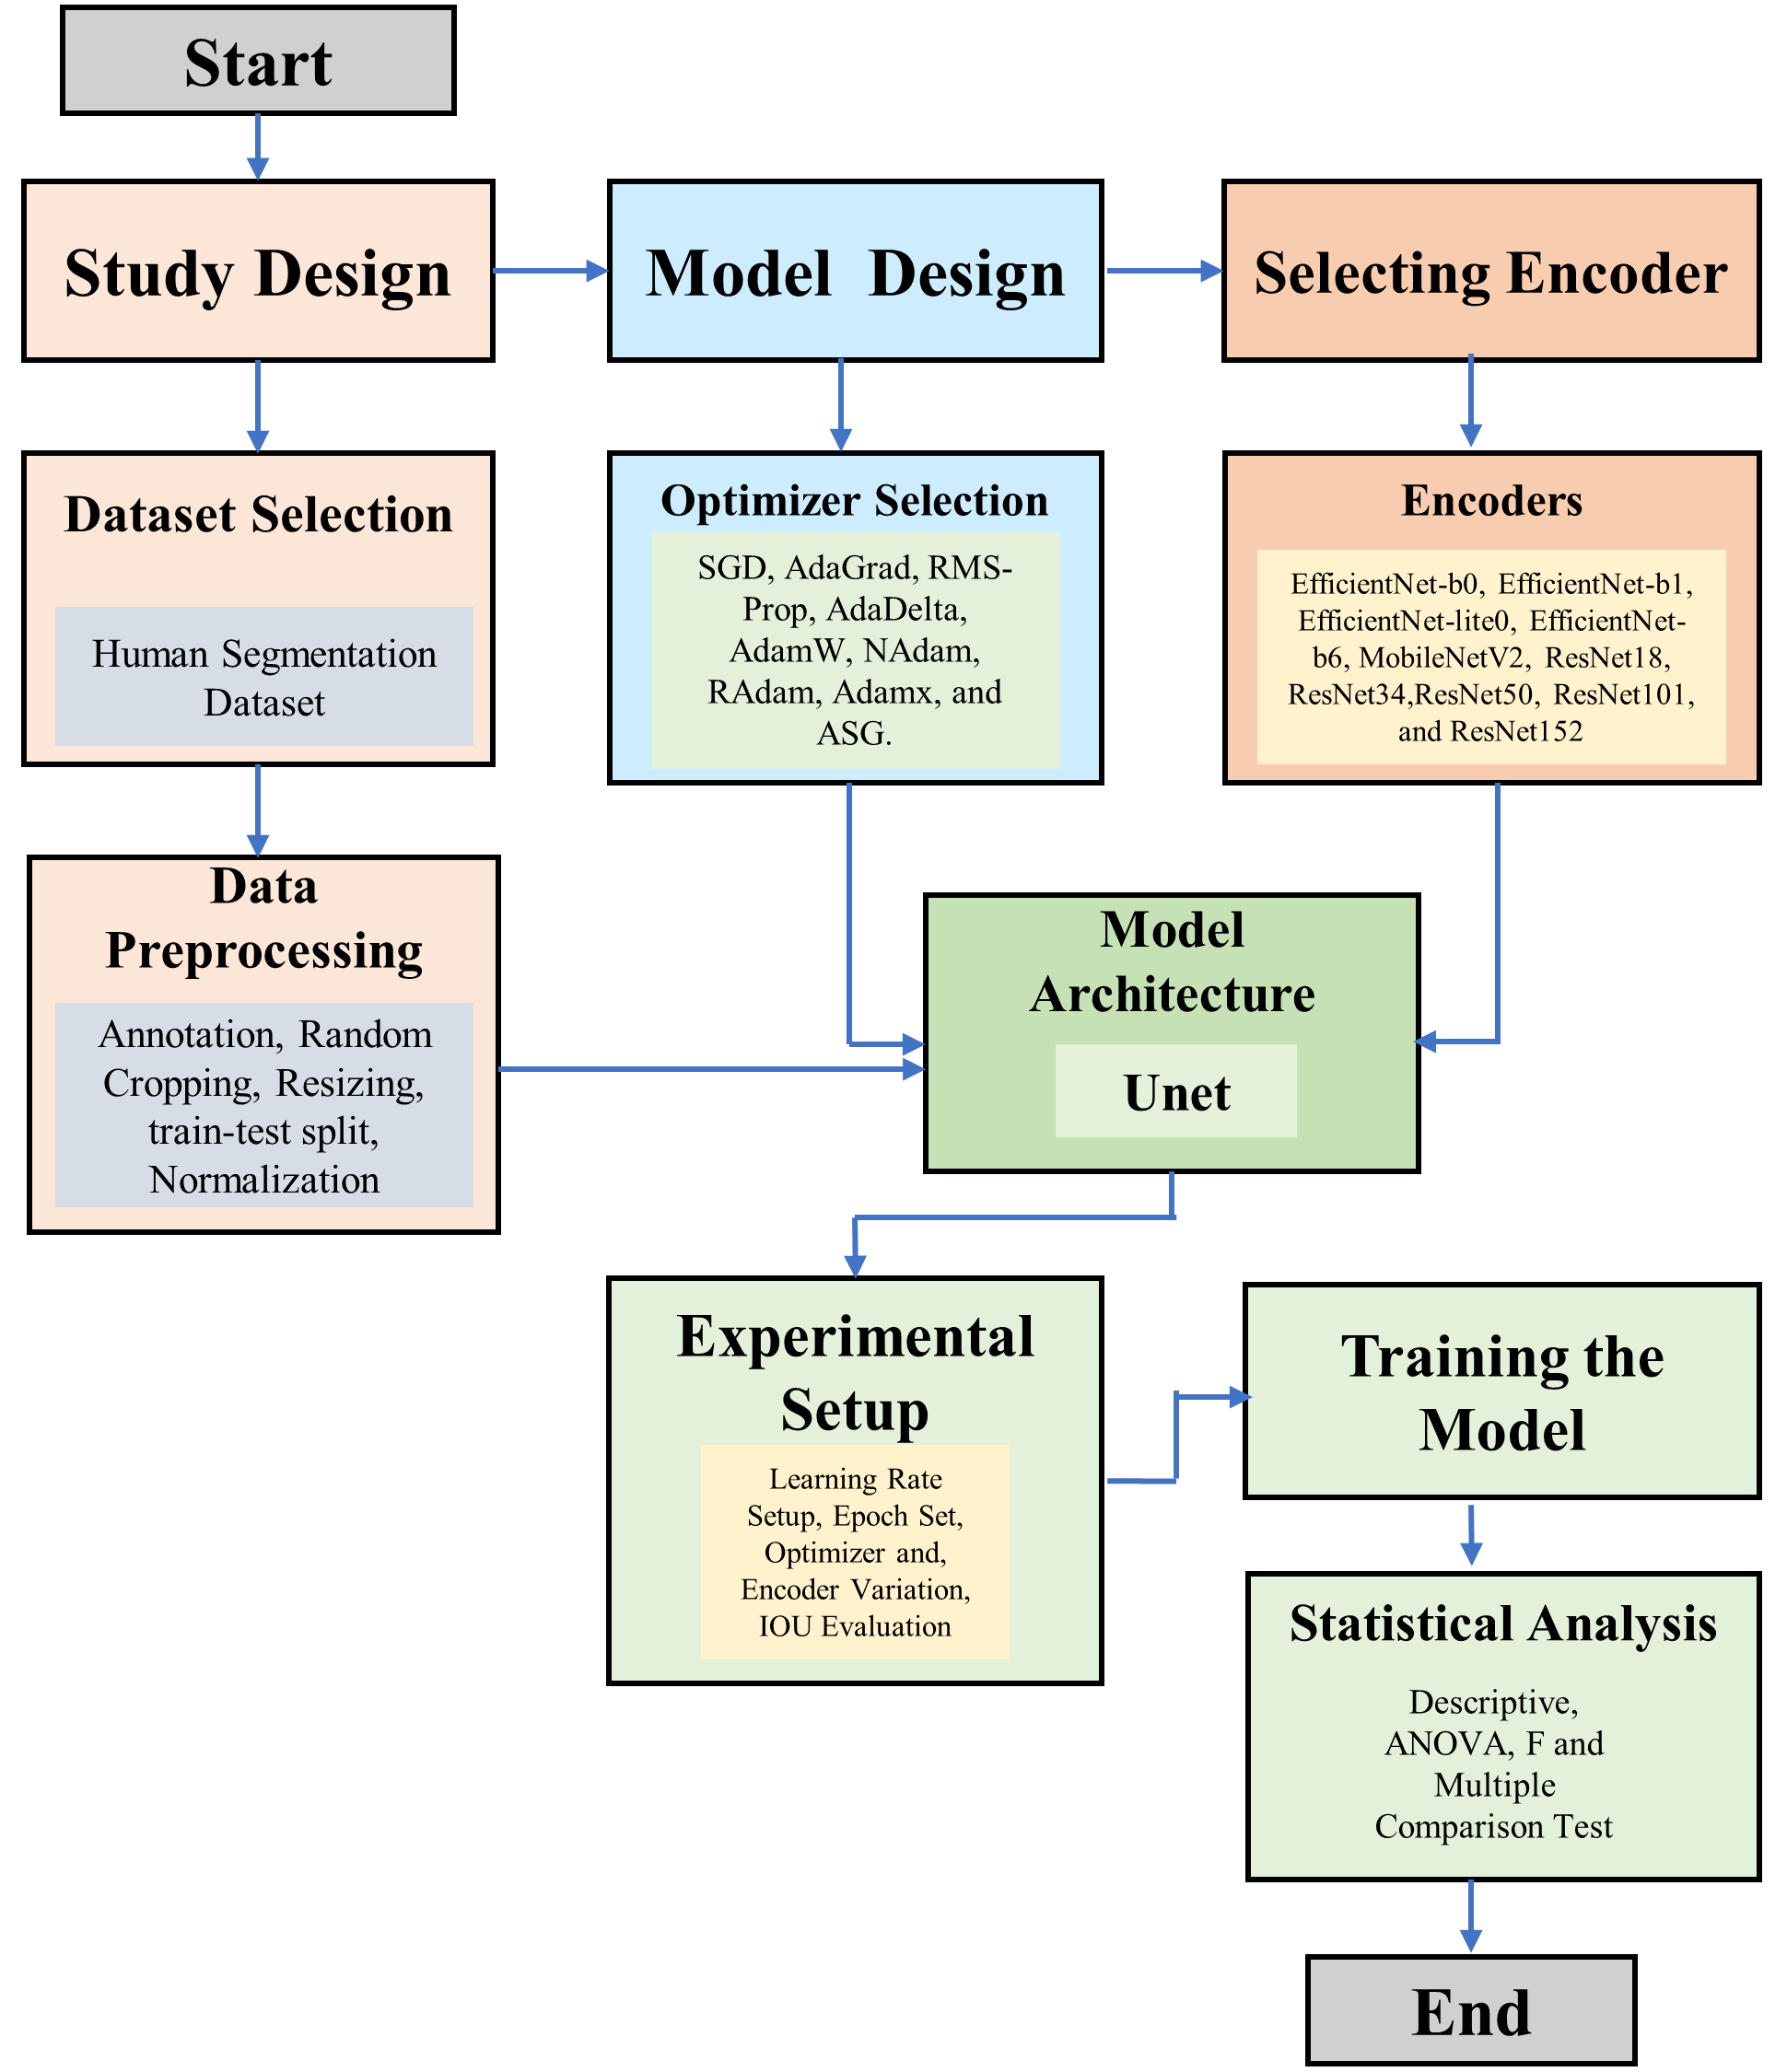 Start
Study Design
Model  Design
Selecting Encoder
Dataset Selection
Human Segmentation
Dataset
Optimizer Selection
SGD, AdaGrad, RMS-
Prop, AdaDelta,
AdamW, NAdam,
RAdam, Adamx, and
ASG.
Encoders
EfficientNet-b0, EfficientNet-b1,
EfficientNet-lite0, EfficientNet-
b6, MobileNetV2, ResNet18,
ResNet34,ResNet50, ResNet101,
and ResNet152
Data
Preprocessing
Annotation, Random
Cropping, Resizing,
train-test split,
Normalization
Model
Architecture
Unet
Experimental
Setup
Learning Rate
Setup, Epoch Set,
Optimizer and,
Encoder Variation,
IOU Evaluation
Training the
Model
Statistical Analysis
Descriptive,
ANOVA, F and
Multiple
Comparison Test
End